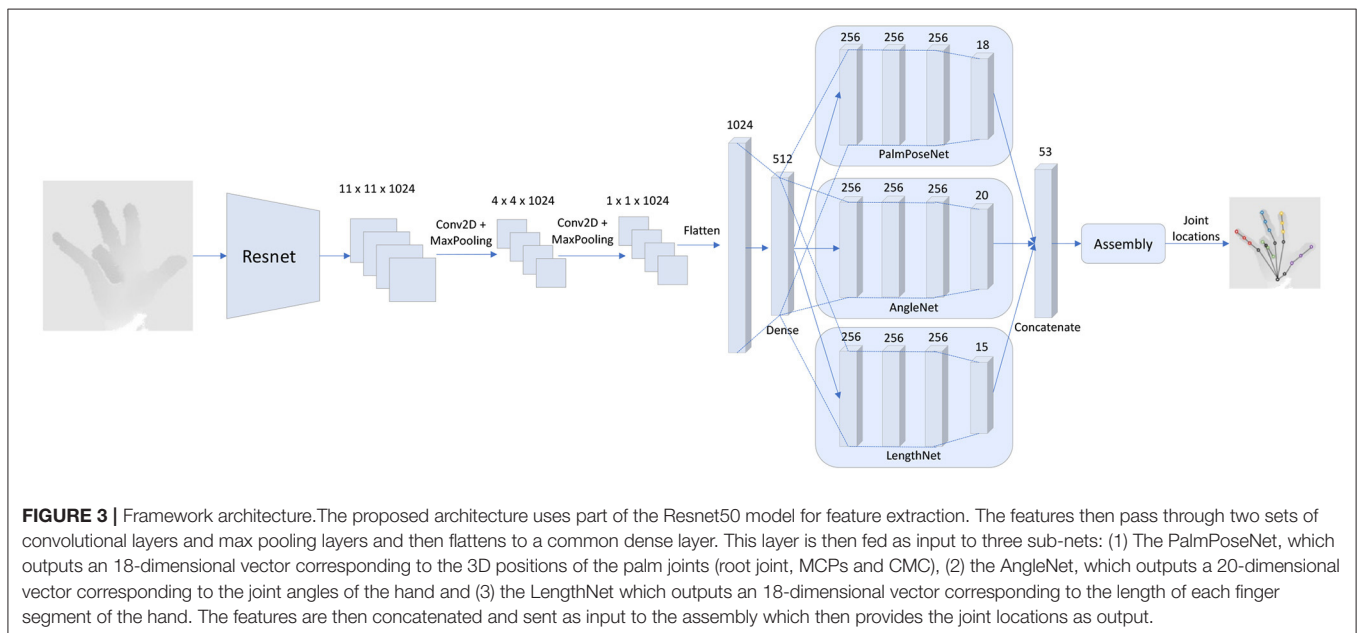 256 256 256 18
PalmPoseNet
1024
512
53
11 x 11 x 1024
4 x 4 x 1024
1 x 1 x 1024
256 256 256 20
Resnet
Conv2D +
MaxPooling
Conv2D +
MaxPooling
Flatten
Assembly
Joint
locations
AngleNet
Dense
Concatenate
256 256 256 15
LengthNet
FIGURE 3 | Framework architecture.The proposed architecture uses part of the Resnet50 model for feature extraction. The features then pass through two sets of
convolutional layers and max pooling layers and then flattens to a common dense layer. This layer is then fed as input to three sub-nets: (1) The PalmPoseNet, which
outputs an 18-dimensional vector corresponding to the 3D positions of the palm joints (root joint, MCPs and CMC), (2) the AngleNet, which outputs a 20-dimensional
vector corresponding to the joint angles of the hand and (3) the LengthNet which outputs an 18-dimensional vector corresponding to the length of each finger
segment of the hand. The features are then concatenated and sent as input to the assembly which then provides the joint locations as output.